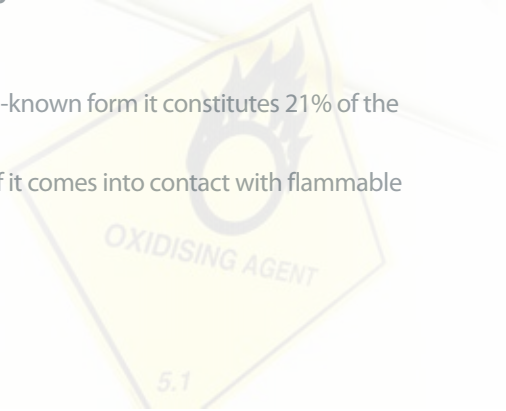 -known form it constitutes 21% of the
it comes into contact with flammable
OXIDISING AGENT
5.1